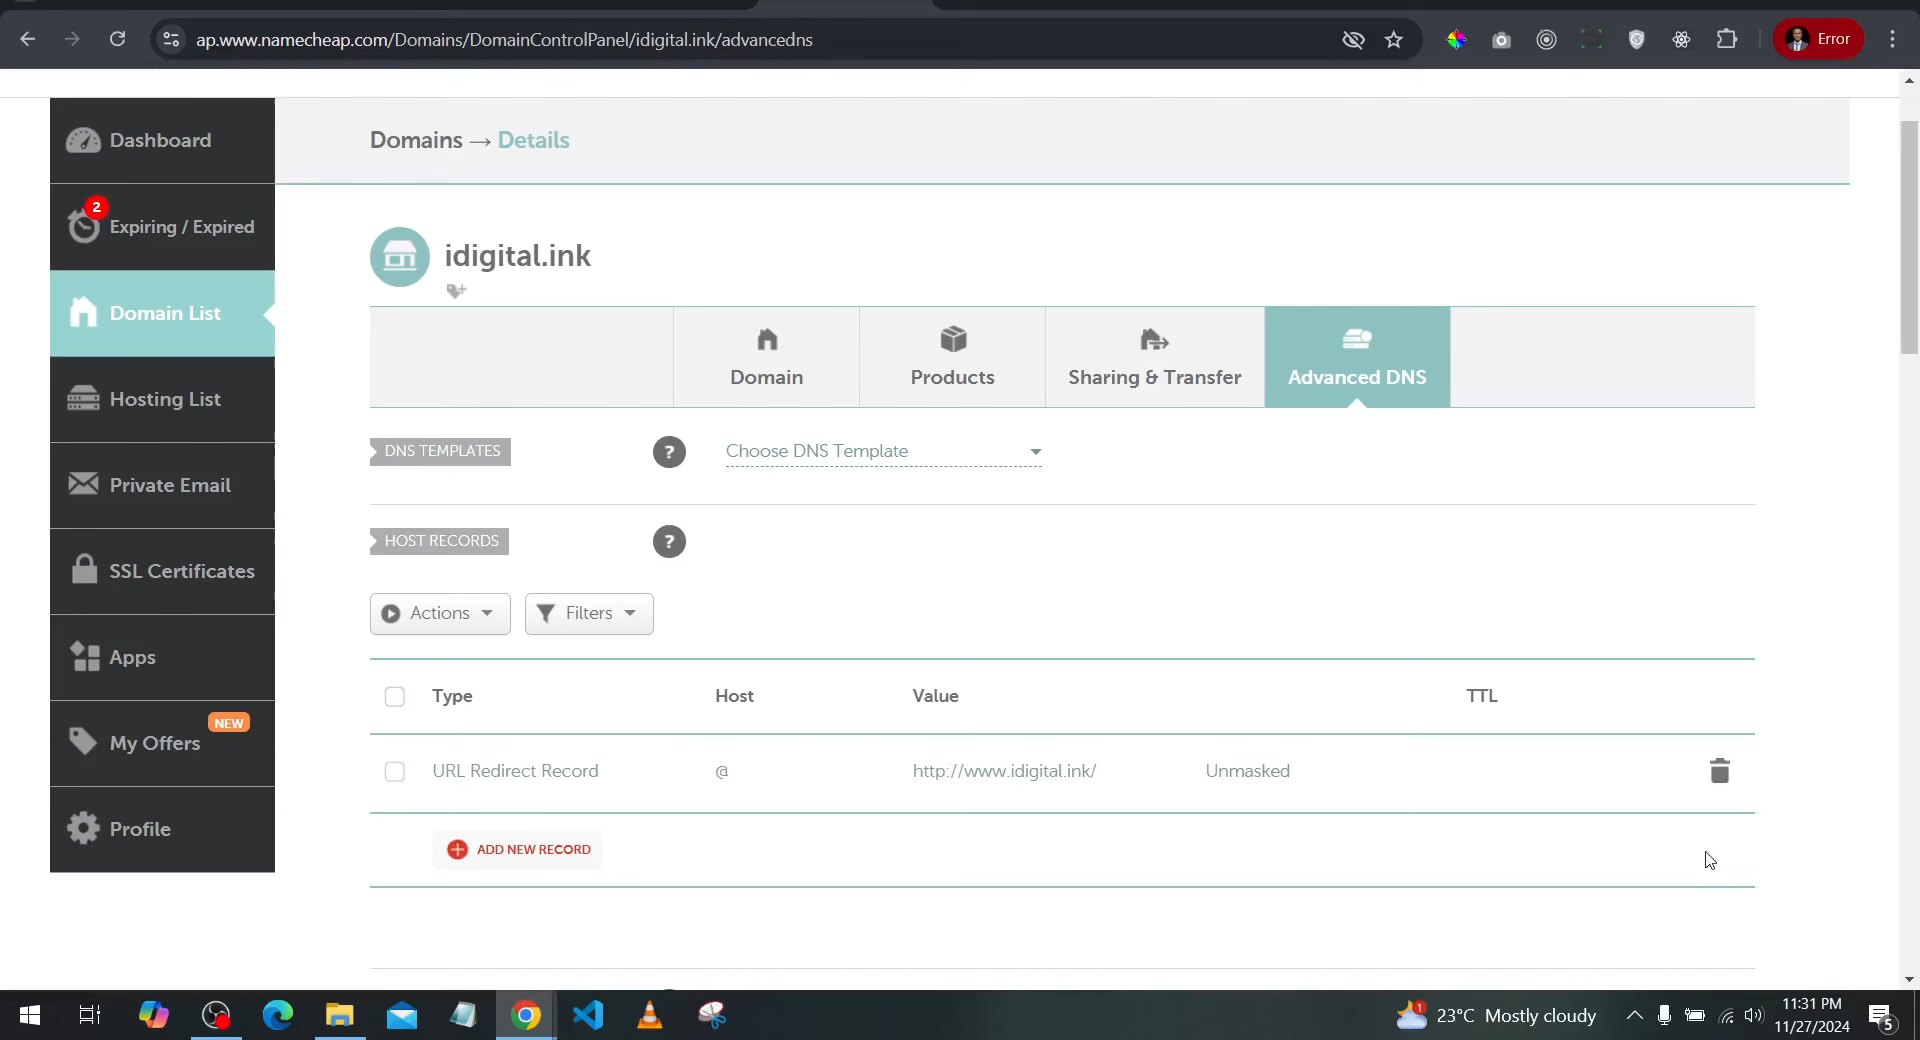 ap.www.namecheap.com/Domains/DomainControlPanel/idigital.ink/advancedns
Error
Dashboard
2
Expiring / Expired
Domain List
Hosting List
Private Email
SSL Certificates
Apps
NEW
My Offers
Profile
Domains → Details
idigital.ink
Domain
Products
Sharing & Transfer
Advanced DNS
DNS TEMPLATES
?
Choose DNS Template
HOST RECORDS
?
Actions
Filters
Type Host Value TTL
URL Redirect Record @ http://www.idigital.ink/ Unmasked
ADD NEW RECORD
1
23°C Mostly cloudy
11:31 PM
11/27/2024
5